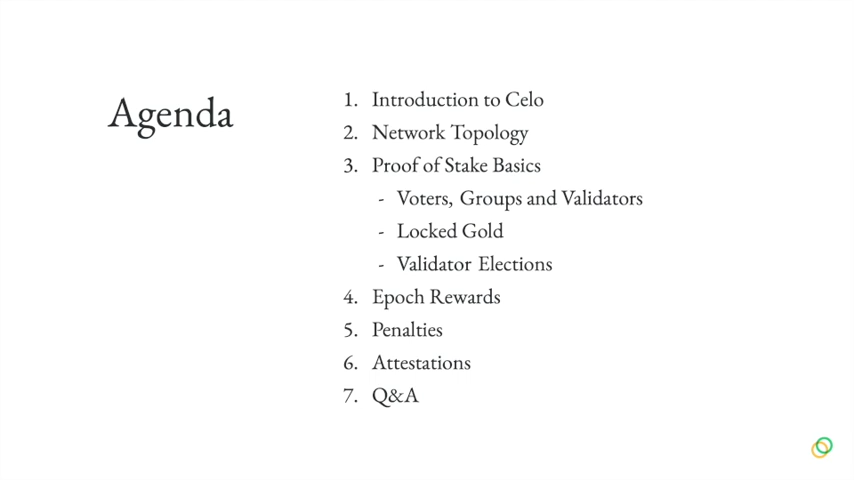 Agenda
1. Introduction to Celo
2. Network Topology
3. Proof of Stake Basics
- Voters, Groups and Validators
- Locked Gold
- Validator Elections
4. Epoch Rewards
5. Penalties
6. Attestations
7. Q&A